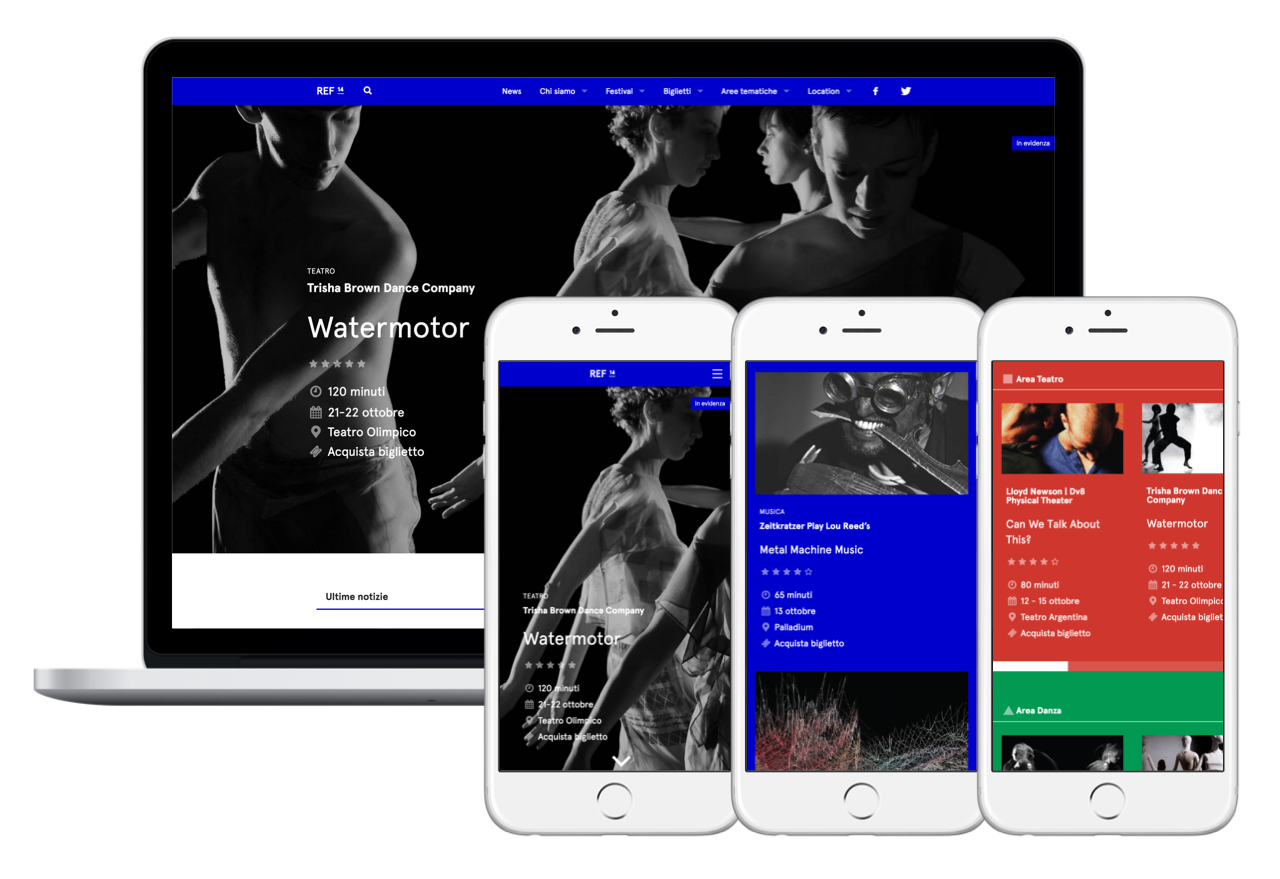 REF 14
News Chi siamo Festival Biglietti Aree tematiche Location
In evidenza
TEATRO
Trisha Brown Dance Company
Watermotor
120 minuti
21-22 ottobre
Teatro Olimpico
Acquista biglietto
Ultime notizie
REF 14
In evidenza
TEATRO
Trisha Brown Dance Company
Watermotor
120 minuti
21-22 ottobre
Teatro Olimpico
Acquista biglietto
MUSICA
Zeitkratzer Play Lou Reed's
Metal Machine Music
65 minuti
13 ottobre
Palladium
Acquista biglietto
Area Teatro
Lloyd Newson | Dv8
Physical Theater
Can We Talk About
This?
80 minuti
12 - 15 ottobre
Teatro Argentina
Acquista biglietto
Trisha Brown Danc
Company
Watermotor
120 minuti
21 - 22 ottobre
Teatro Olimpico
Acquista bigliet
Area Danza